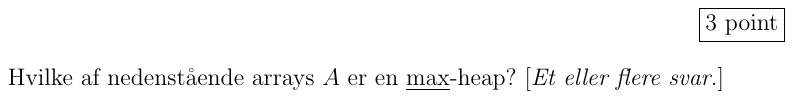 3 point
Hvilke af nedenstående arrays A er en max-heap? [Et eller flere svar.]